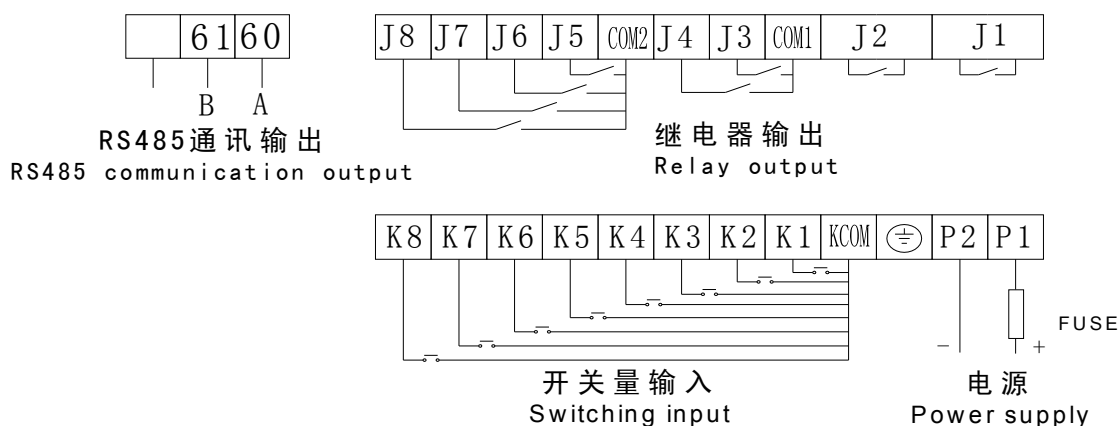 61 60
J8 J7 J6 J5 COM2 J4 J3 COM1 J2 J1
B A
RS485通讯输出
RS485 communication output
继电器输出
Relay output
K8 K7 K6 K5 K4 K3 K2 K1 KCOM P2 P1
FUSE
- +
开关量输入
Switching input
电源
Power supply